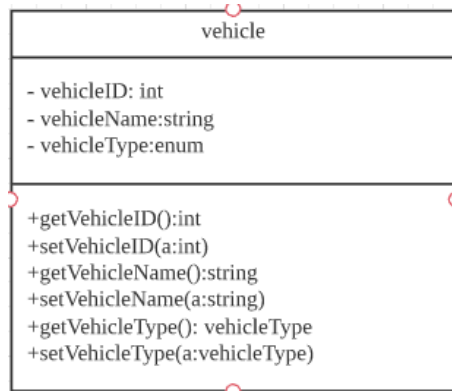 vehicle
- vehicleID: int
- vehicleName:string
- vehicleType:enum
+getVehicleID():int
+setVehicleID(a:int)
+getVehicleName():string
+setVehicleName(a:string)
+getVehicleType(): vehicleType
+setVehicleType(a:vehicleType)